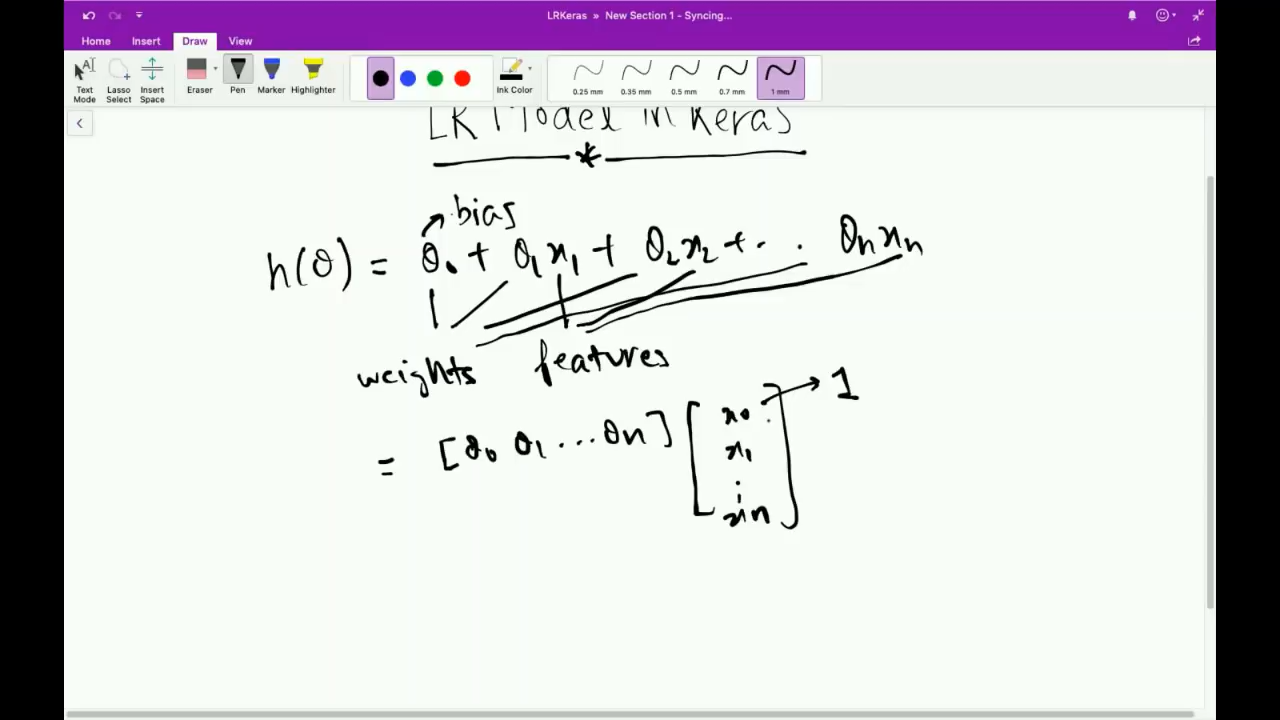 LRKeras » New Section 1 - Syncing...
Home Insert Draw View
Text Mode Lasso Select Insert Space Eraser Pen Marker Highlighter Ink Color 0.25 mm 0.35 mm 0.5 mm 0.7 mm 1 mm
LR Model in Keras
*
bias
h(θ) = θ₀ + θ₁x₁ + θ₂x₂ + . . θₙxₙ
weights features
= [θ₀ θ₁ ... θn] [x₀ x₁ : xn] → 1